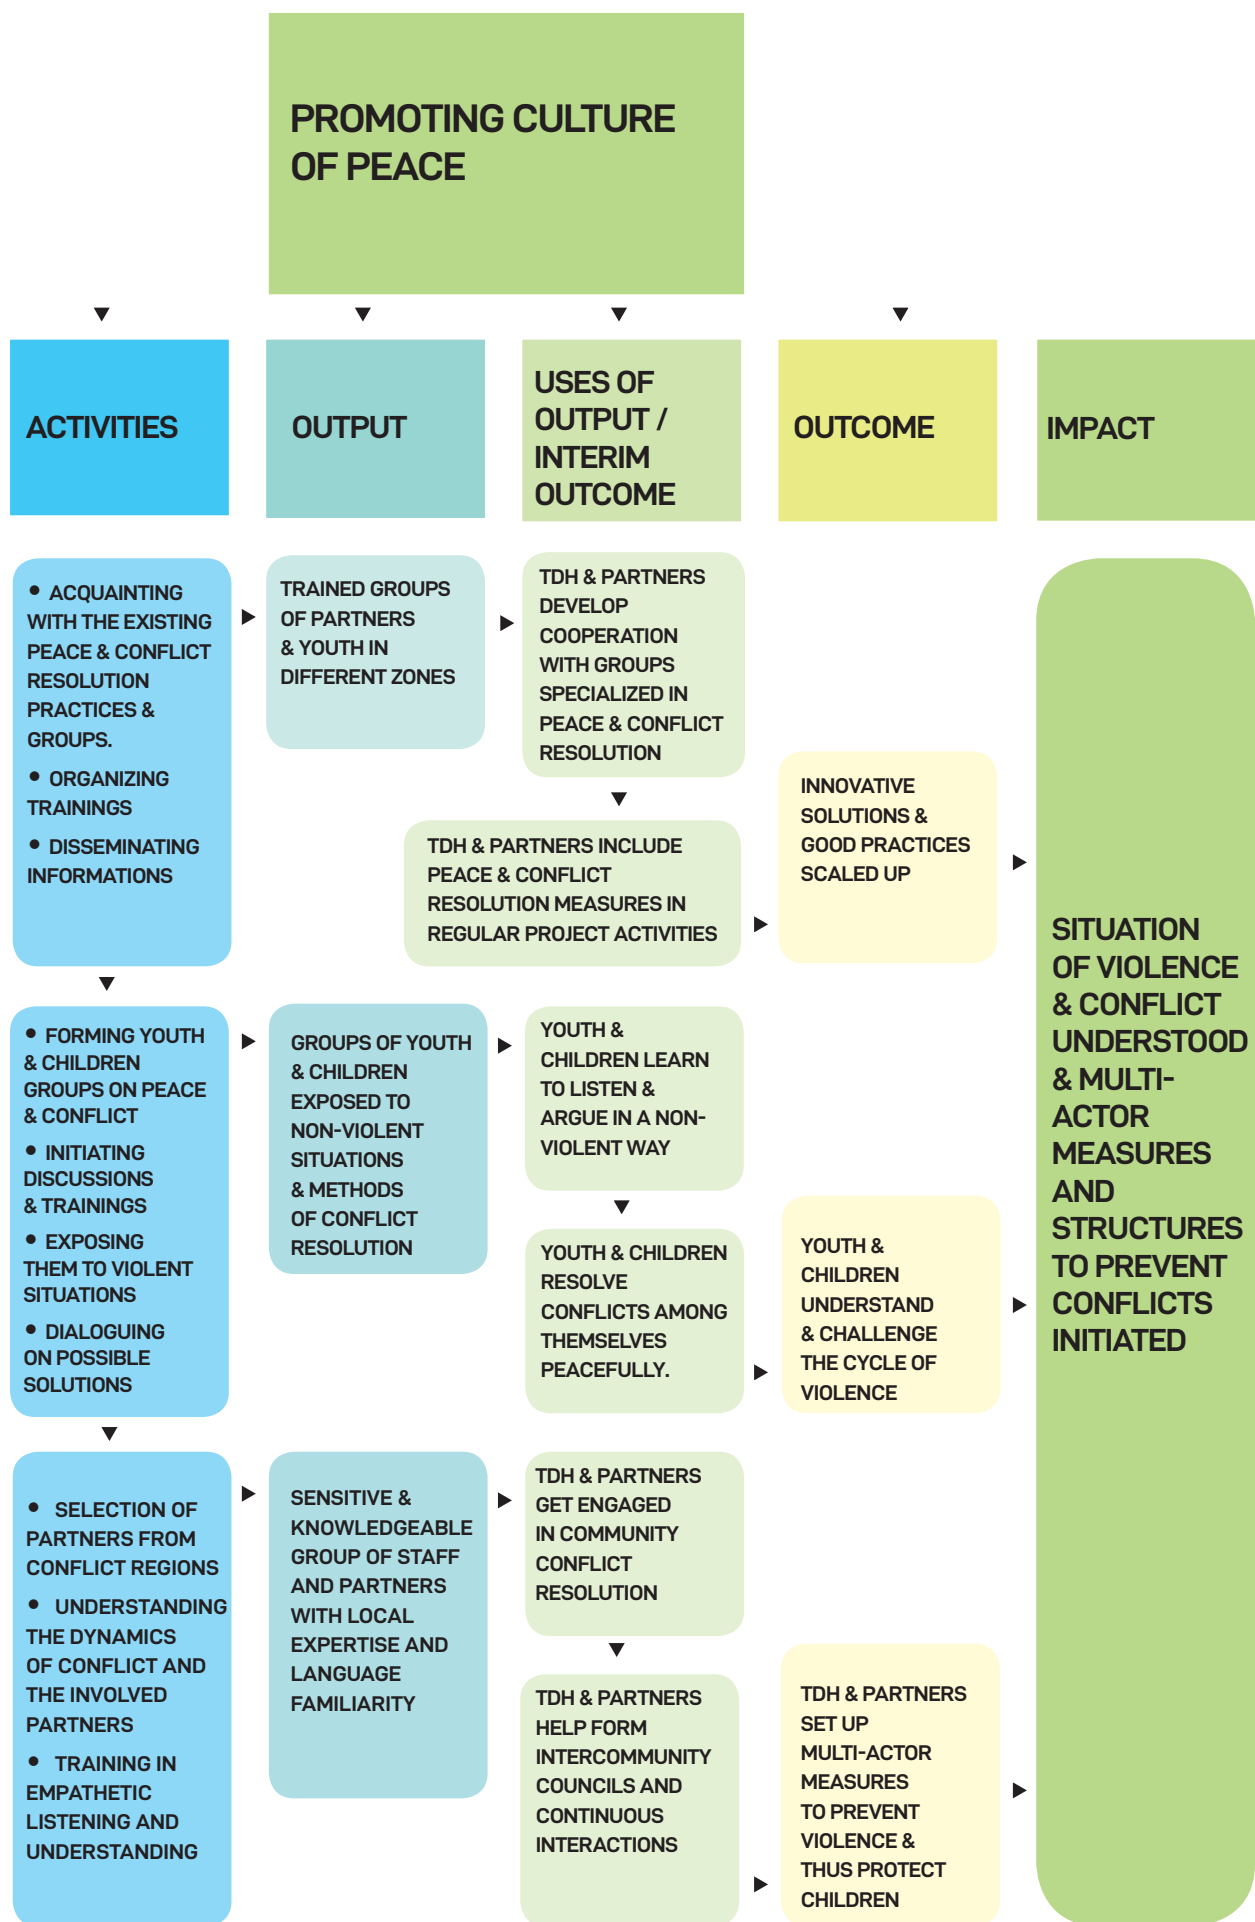 PROMOTING CULTURE
OF PEACE
ACTIVITIES
OUTPUT
USES OF
OUTPUT /
INTERIM
OUTCOME
OUTCOME
IMPACT
• ACQUAINTING
WITH THE EXISTING
PEACE & CONFLICT
RESOLUTION
PRACTICES &
GROUPS.
• ORGANIZING
TRAININGS
• DISSEMINATING
INFORMATIONS
TRAINED GROUPS
OF PARTNERS
& YOUTH IN
DIFFERENT ZONES
TDH & PARTNERS
DEVELOP
COOPERATION
WITH GROUPS
SPECIALIZED IN
PEACE & CONFLICT
RESOLUTION
TDH & PARTNERS INCLUDE
PEACE & CONFLICT
RESOLUTION MEASURES IN
REGULAR PROJECT ACTIVITIES
INNOVATIVE
SOLUTIONS &
GOOD PRACTICES
SCALED UP
• FORMING YOUTH
& CHILDREN
GROUPS ON PEACE
& CONFLICT
• INITIATING
DISCUSSIONS
& TRAININGS
• EXPOSING
THEM TO VIOLENT
SITUATIONS
• DIALOGUING
ON POSSIBLE
SOLUTIONS
GROUPS OF YOUTH
& CHILDREN
EXPOSED TO
NON-VIOLENT
SITUATIONS
& METHODS
OF CONFLICT
RESOLUTION
YOUTH &
CHILDREN LEARN
TO LISTEN &
ARGUE IN A NON-
VIOLENT WAY
YOUTH & CHILDREN
RESOLVE
CONFLICTS AMONG
THEMSELVES
PEACEFULLY.
YOUTH &
CHILDREN
UNDERSTAND
& CHALLENGE
THE CYCLE OF
VIOLENCE
• SELECTION OF
PARTNERS FROM
CONFLICT REGIONS
• UNDERSTANDING
THE DYNAMICS
OF CONFLICT AND
THE INVOLVED
PARTNERS
• TRAINING IN
EMPATHETIC
LISTENING AND
UNDERSTANDING
SENSITIVE &
KNOWLEDGEABLE
GROUP OF STAFF
AND PARTNERS
WITH LOCAL
EXPERTISE AND
LANGUAGE
FAMILIARITY
TDH & PARTNERS
GET ENGAGED
IN COMMUNITY
CONFLICT
RESOLUTION
TDH & PARTNERS
HELP FORM
INTERCOMMUNITY
COUNCILS AND
CONTINUOUS
INTERACTIONS
TDH & PARTNERS
SET UP
MULTI-ACTOR
MEASURES
TO PREVENT
VIOLENCE &
THUS PROTECT
CHILDREN
SITUATION
OF VIOLENCE
& CONFLICT
UNDERSTOOD
& MULTI-
ACTOR
MEASURES
AND
STRUCTURES
TO PREVENT
CONFLICTS
INITIATED